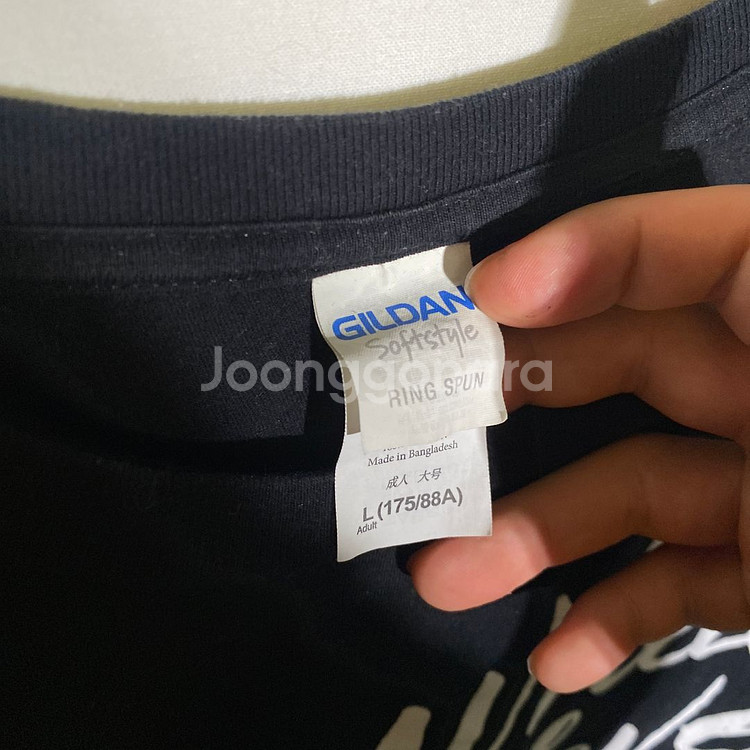 GILDAN
Softstyle
RING SPUN
Joonggonara
Made in Bangladesh
成人 大号
L (175/88A)
Adult